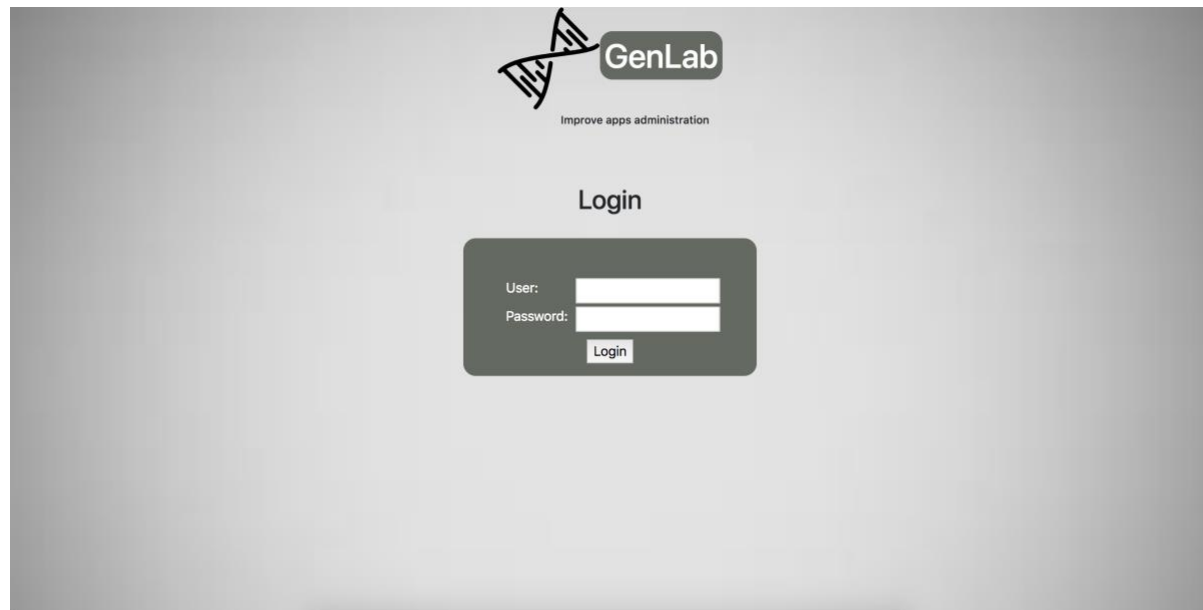 GenLab
Improve apps administration
Login
User:
Password:
Login